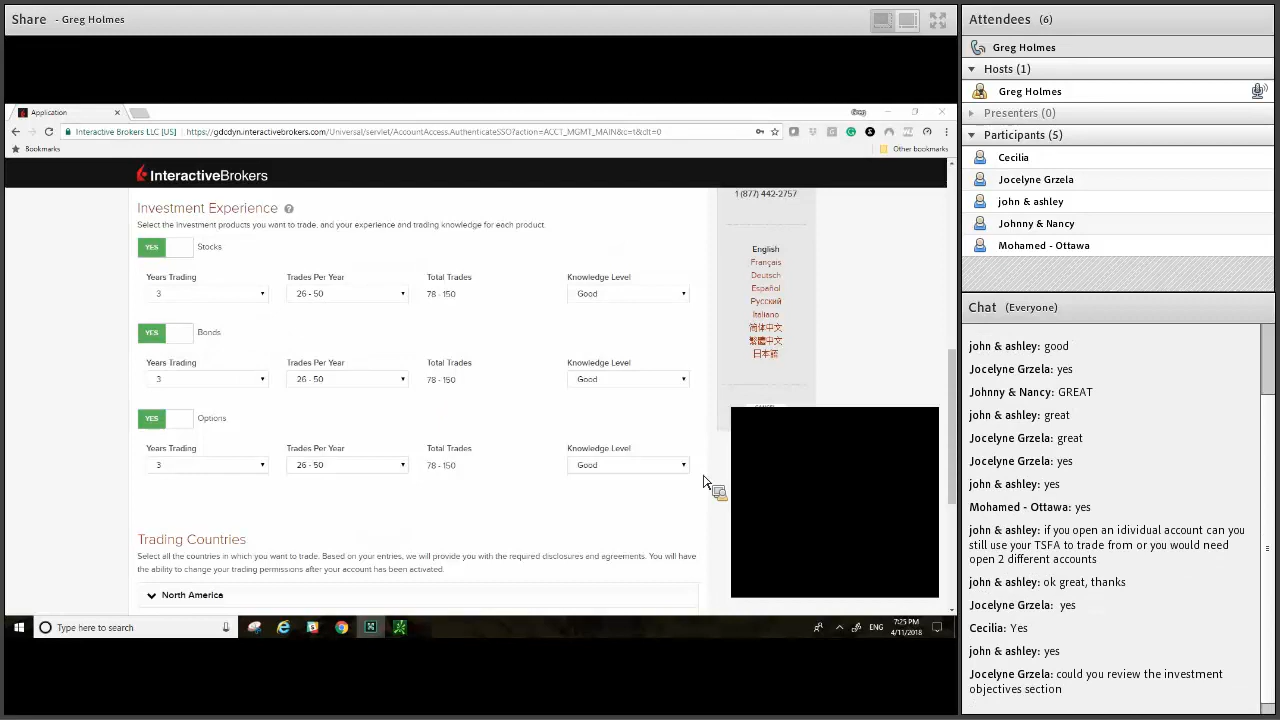 Share - Greg Holmes
Application
Greg
Interactive Brokers LLC [US]
https://gdcdyn.interactivebrokers.com/Universal/servlet/AccountAccess.AuthenticateSSO?action=ACCT_MGMT_MAIN&c=t&clt=0
Bookmarks
Other bookmarks
InteractiveBrokers
1 (877) 442-2757
Investment Experience ?
Select the investment products you want to trade, and your experience and trading knowledge for each product.
YES Stocks
Years Trading Trades Per Year Total Trades Knowledge Level
3 26 - 50 78 - 150 Good
YES Bonds
Years Trading Trades Per Year Total Trades Knowledge Level
3 26 - 50 78 - 150 Good
YES Options
Years Trading Trades Per Year Total Trades Knowledge Level
3 26 - 50 78 - 150 Good
Trading Countries
Select all the countries in which you want to trade. Based on your entries, we will provide you with the required disclosures and agreements. You will have
the ability to change your trading permissions after your account has been activated.
North America
English
Français
Deutsch
Español
Русский
Italiano
简体中文
繁體中文
日本語
Type here to search
ENG
7:25 PM
4/11/2018
Attendees (6)
Greg Holmes
Hosts (1)
Greg Holmes
Presenters (0)
Participants (5)
Cecilia
Jocelyne Grzela
john & ashley
Johnny & Nancy
Mohamed - Ottawa
Chat (Everyone)
john & ashley: good
Jocelyne Grzela: yes
Johnny & Nancy: GREAT
john & ashley: great
Jocelyne Grzela: great
Jocelyne Grzela: yes
john & ashley: yes
Mohamed - Ottawa: yes
john & ashley: if you open an idividual account can you
still use your TSFA to trade from or you would need
open 2 different accounts
john & ashley: ok great, thanks
Jocelyne Grzela: yes
Cecilia: Yes
john & ashley: yes
Jocelyne Grzela: could you review the investment
objectives section